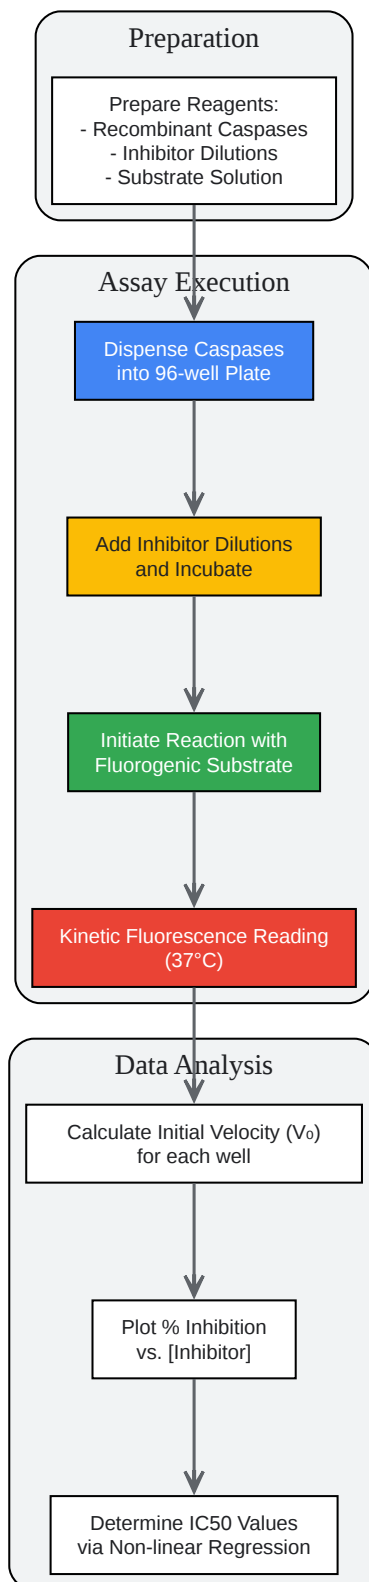 Preparation
Prepare Reagents:
- Recombinant Caspases
- Inhibitor Dilutions
- Substrate Solution
Assay Execution
Dispense Caspases
into 96-well Plate
Add Inhibitor Dilutions
and Incubate
Initiate Reaction with
Fluorogenic Substrate
Kinetic Fluorescence Reading
(37°C)
Data Analysis
Calculate Initial Velocity (V₀)
for each well
Plot % Inhibition
vs. [Inhibitor]
Determine IC50 Values
via Non-linear Regression